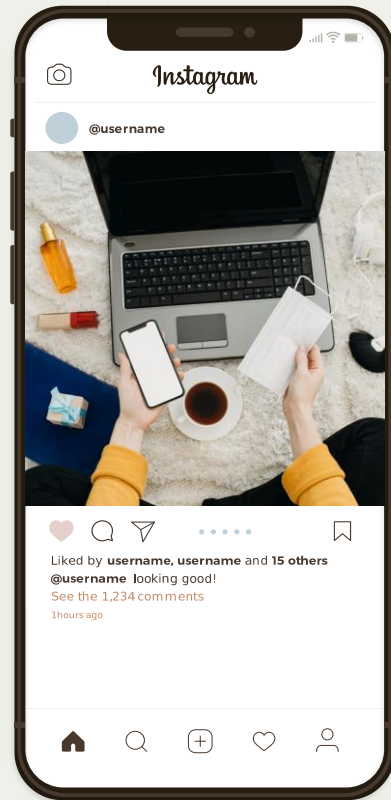 Instagram
@username
Liked by username, username and 15 others
@username looking good!
See the 1,234 comments
1hours ago